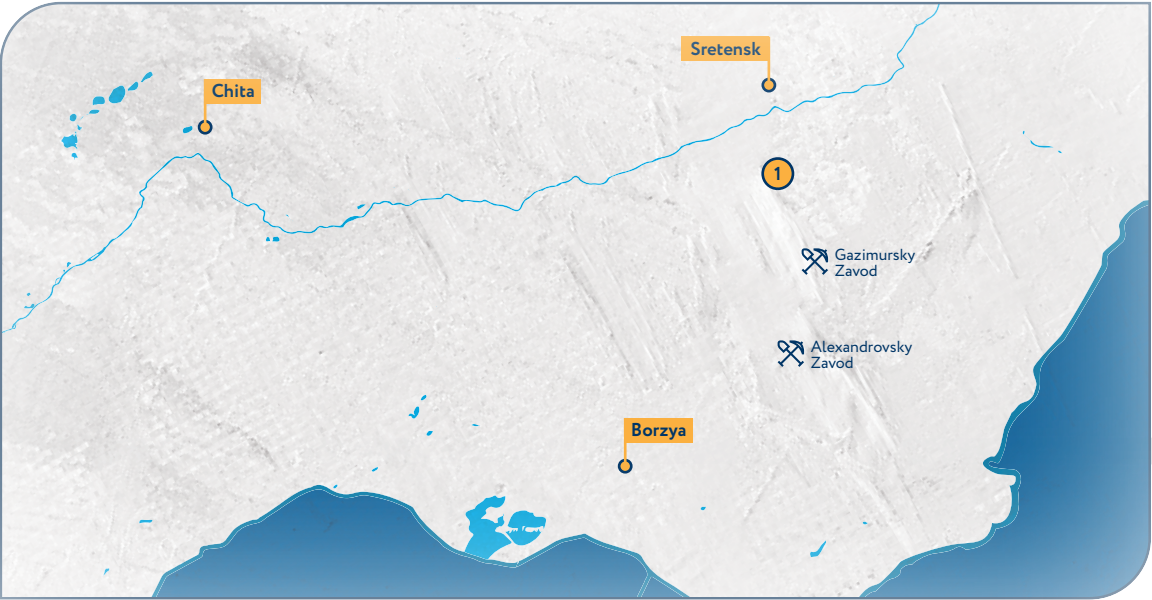 Sretensk
Chita
1
Gazimursky
Zavod
Alexandrovsky
Zavod
Borzya